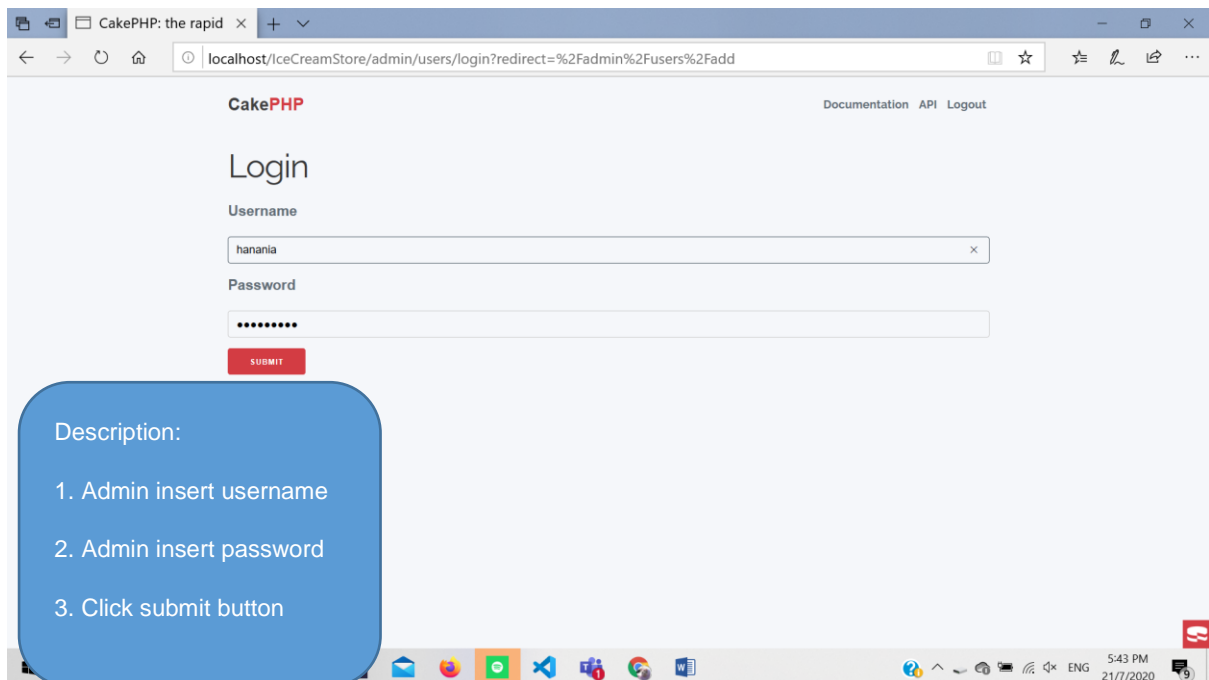 CakePHP: the rapid
localhost/IceCreamStore/admin/users/login?redirect=%2Fadmin%2Fusers%2Fadd
CakePHP
Documentation API Logout
Login
Username
hanania
Password
SUBMIT
Description:
1. Admin insert username
2. Admin insert password
3. Click submit button
ENG
5:43 PM
21/7/2020
9